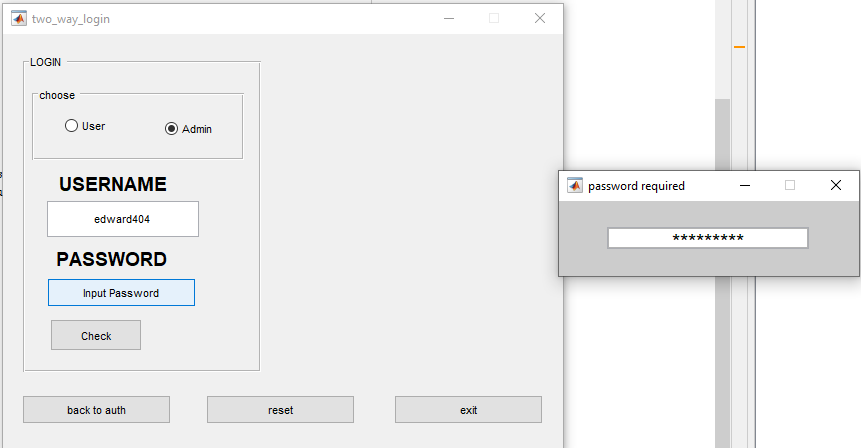 two_way_login
LOGIN
choose
User
Admin
USERNAME
edward404
PASSWORD
Input Password
Check
back to auth
reset
exit
password required
*********